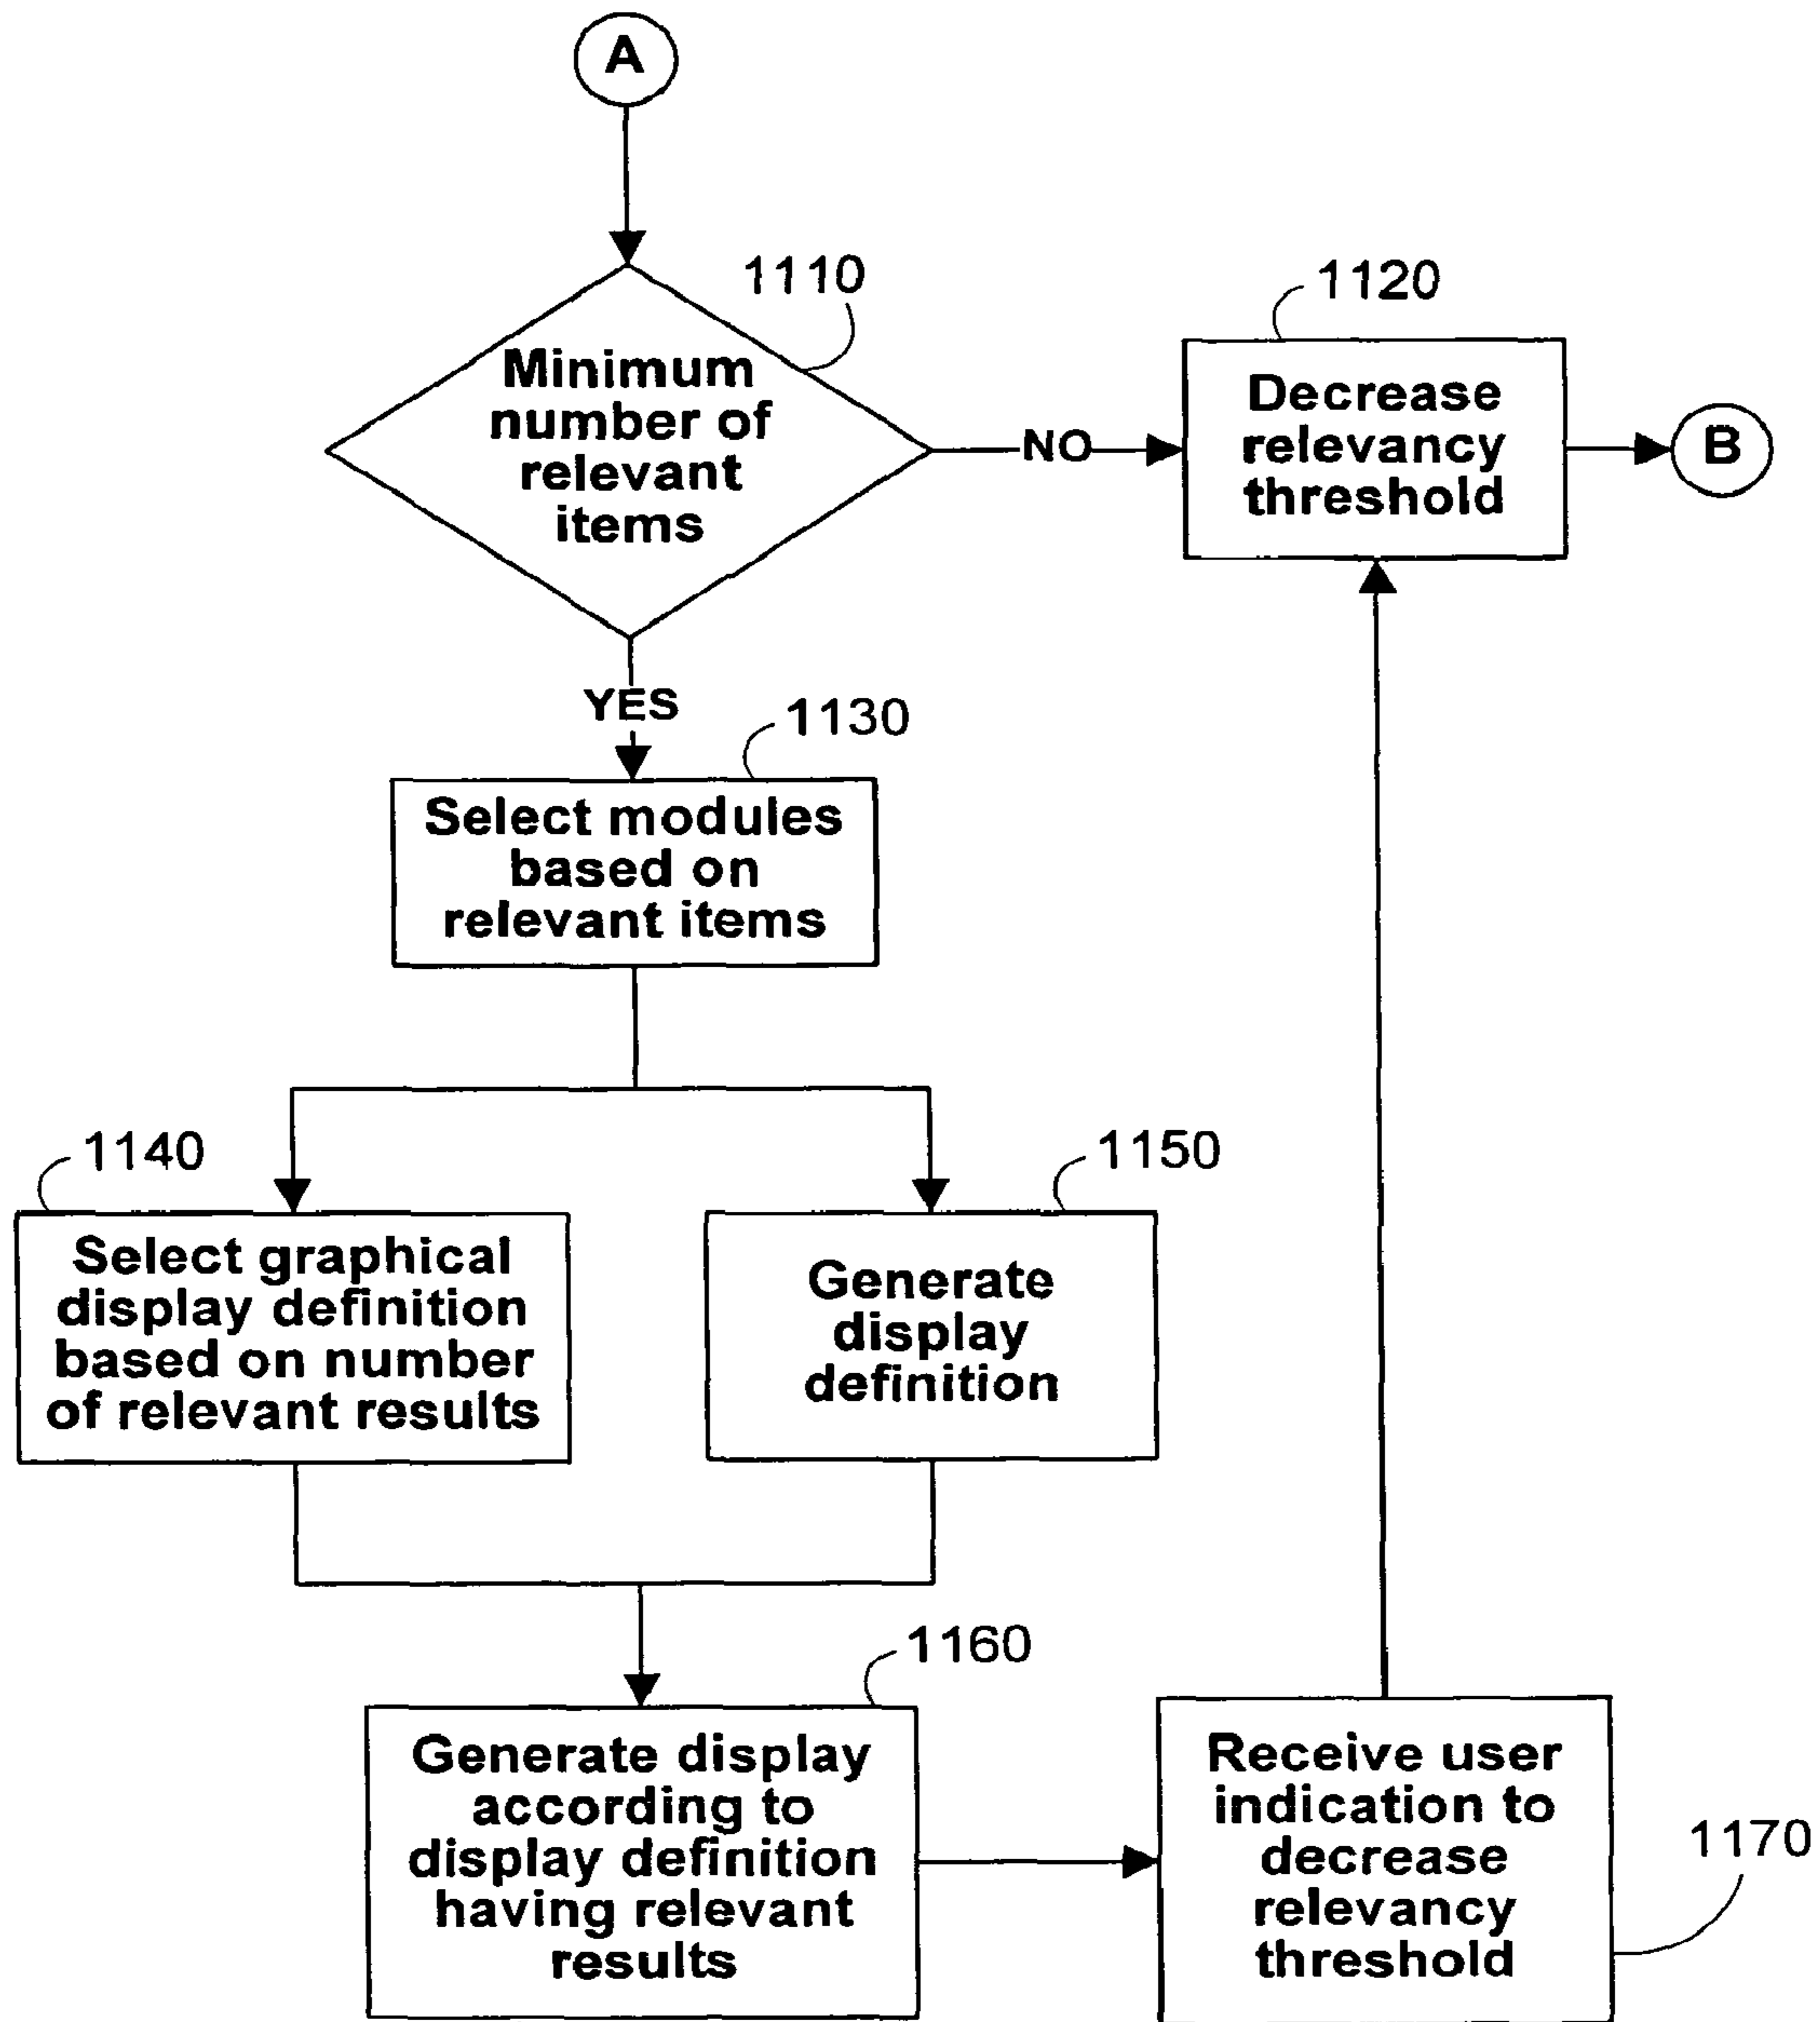 A
1110
Minimum
number of
relevant
items
NO
1120
Decrease
relevancy
threshold
B
YES
1130
Select modules
based on
relevant items
1140
Select graphical
display definition
based on number
of relevant results
1150
Generate
display
definition
1160
Generate display
according to
display definition
having relevant
results
Receive user
indication to
decrease
relevancy
threshold
1170